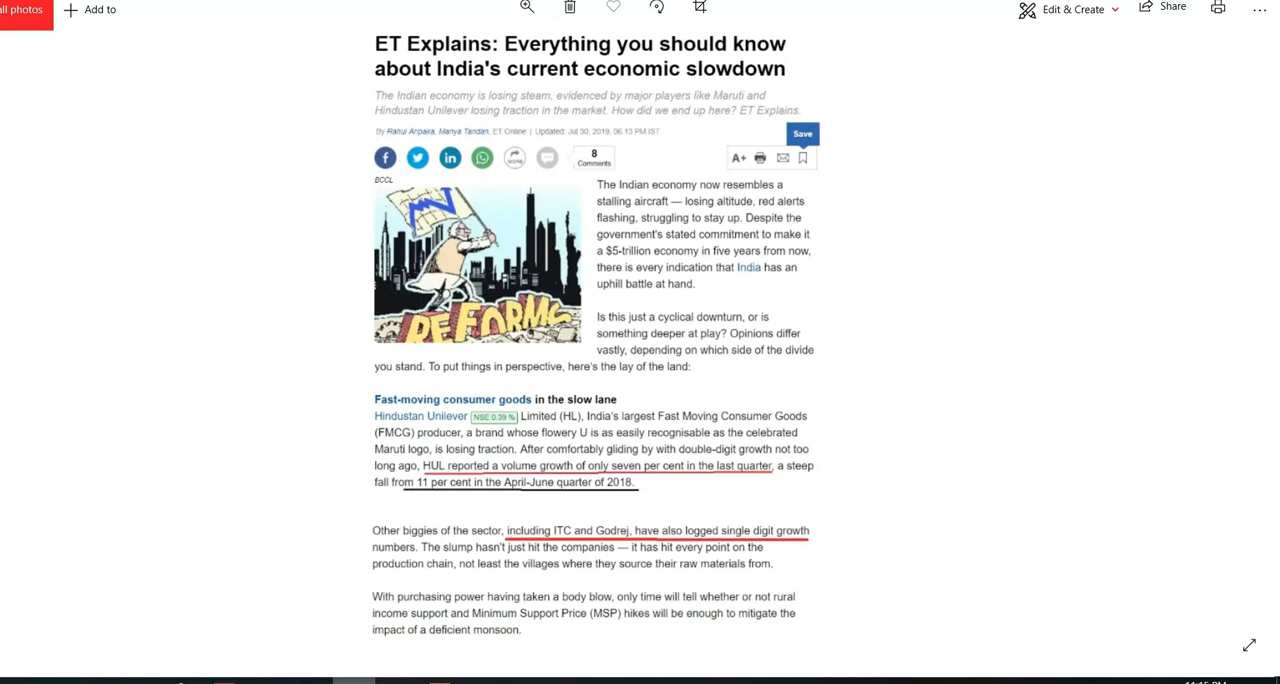 all photos
Add to
Edit & Create
Share
ET Explains: Everything you should know
about India's current economic slowdown
The Indian economy is losing steam, evidenced by major players like Maruti and
Hindustan Unilever losing traction in the market. How did we end up here? ET Explains.
By Rahul Anpara, Manya Tandan, ET Online | Updated: Jul 30, 2019, 06.13 PM IST
Save
MORE
8
Comments
A+
BCCL
The Indian economy now resembles a
stalling aircraft — losing altitude, red alerts
flashing, struggling to stay up. Despite the
government's stated commitment to make it
a $5-trillion economy in five years from now,
there is every indication that India has an
uphill battle at hand.
REFORMS
Is this just a cyclical downturn, or is
something deeper at play? Opinions differ
vastly, depending on which side of the divide
you stand. To put things in perspective, here's the lay of the land:
Fast-moving consumer goods in the slow lane
Hindustan Unilever NSE 0.39 % Limited (HL), India's largest Fast Moving Consumer Goods
(FMCG) producer, a brand whose flowery U is as easily recognisable as the celebrated
Maruti logo, is losing traction. After comfortably gliding by with double-digit growth not too
long ago, HUL reported a volume growth of only seven per cent in the last quarter, a steep
fall from 11 per cent in the April-June quarter of 2018.
Other biggies of the sector, including ITC and Godrej, have also logged single digit growth
numbers. The slump hasn't just hit the companies — it has hit every point on the
production chain, not least the villages where they source their raw materials from.
With purchasing power having taken a body blow, only time will tell whether or not rural
income support and Minimum Support Price (MSP) hikes will be enough to mitigate the
impact of a deficient monsoon.
11:15 PM